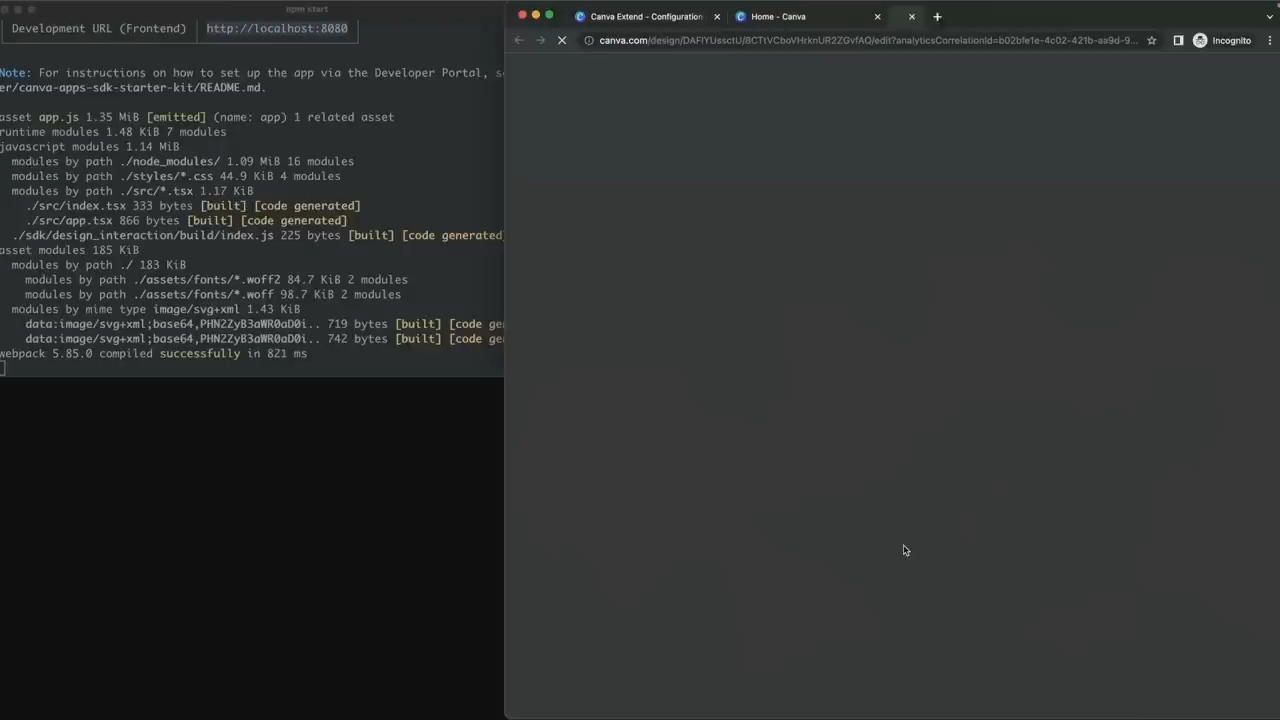 npm start
Development URL (Frontend) http://localhost:8080
Note: For instructions on how to set up the app via the Developer Portal, s
er/canva-apps-sdk-starter-kit/README.md.
asset app.js 1.35 MiB [emitted] (name: app) 1 related asset
runtime modules 1.48 KiB 7 modules
javascript modules 1.14 MiB
modules by path ./node_modules/ 1.09 MiB 16 modules
modules by path ./styles/*.css 44.9 KiB 4 modules
modules by path ./src/*.tsx 1.17 KiB
./src/index.tsx 333 bytes [built] [code generated]
./src/app.tsx 866 bytes [built] [code generated]
./sdk/design_interaction/build/index.js 225 bytes [built] [code generated
asset modules 185 KiB
modules by path ./ 183 KiB
modules by path ./assets/fonts/*.woff2 84.7 KiB 2 modules
modules by path ./assets/fonts/*.woff 98.7 KiB 2 modules
modules by mime type image/svg+xml 1.43 KiB
data:image/svg+xml;base64,PHN2ZyB3aWR0aD0i.. 719 bytes [built] [code ge
data:image/svg+xml;base64,PHN2ZyB3aWR0aD0i.. 742 bytes [built] [code ge
webpack 5.85.0 compiled successfully in 821 ms
Canva Extend - Configuration
Home - Canva
canva.com/design/DAFlYUssctU/8CTtVCboVHrknUR2ZGvfAQ/edit?analyticsCorrelationId=b02bfe1e-4c02-421b-aa9d-9...
Incognito